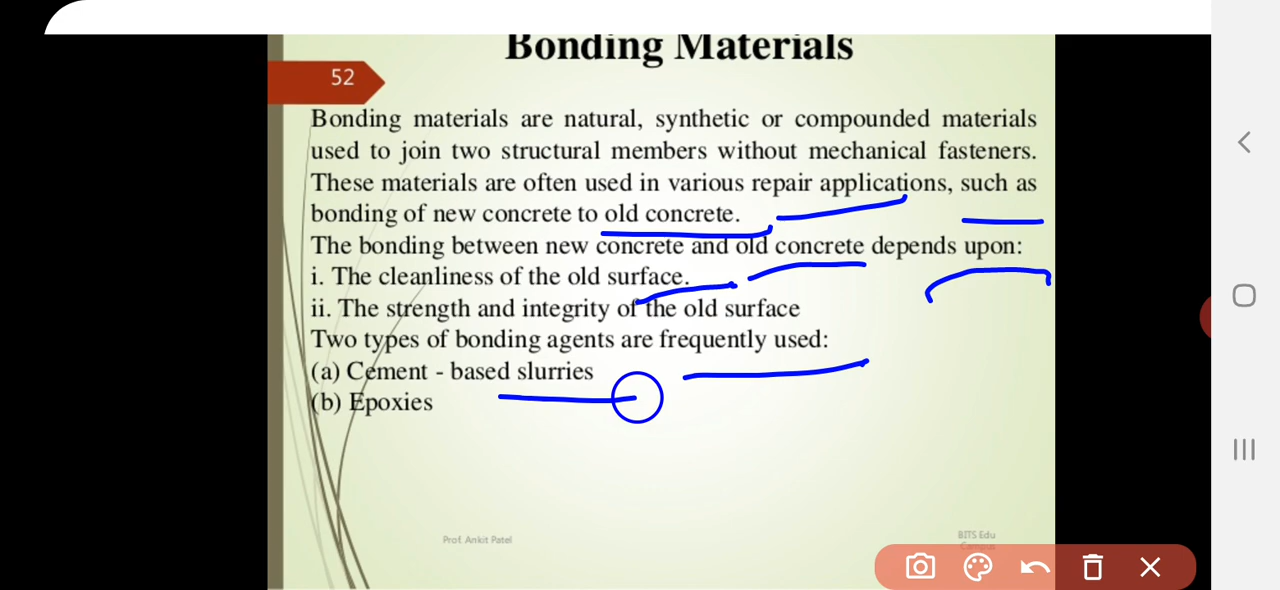 Bonding Materials
52
Bonding materials are natural, synthetic or compounded materials
used to join two structural members without mechanical fasteners.
These materials are often used in various repair applications, such as
bonding of new concrete to old concrete.
The bonding between new concrete and old concrete depends upon:
i. The cleanliness of the old surface.
ii. The strength and integrity of the old surface
Two types of bonding agents are frequently used:
(a) Cement - based slurries
(b) Epoxies
Prof. Ankit Patel
BITS Edu
Campus